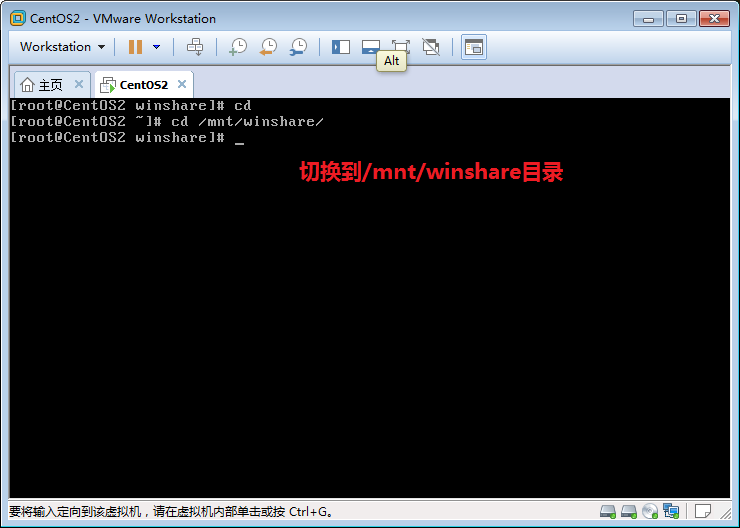 CentOS2 - VMware Workstation
Workstation
Alt
主页
CentOS2
[root@CentOS2 winshare]# cd
[root@CentOS2 ~]# cd /mnt/winshare/
[root@CentOS2 winshare]# _
切换到/mnt/winshare目录
要将输入定向到该虚拟机，请在虚拟机内部单击或按 Ctrl+G。